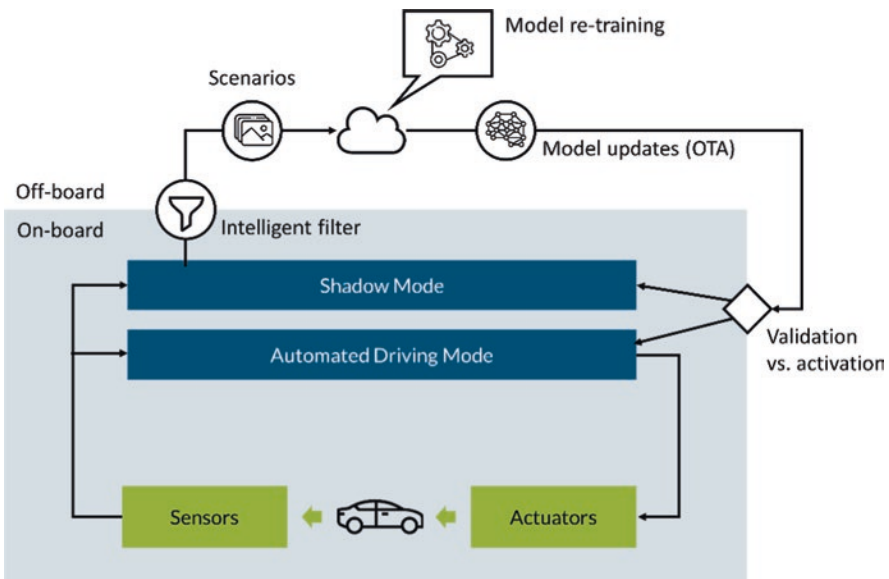 Model re-training
Scenarios
Model updates (OTA)
Off-board
On-board
Intelligent filter
Shadow Mode
Automated Driving Mode
Validation
vs. activation
Sensors
Actuators